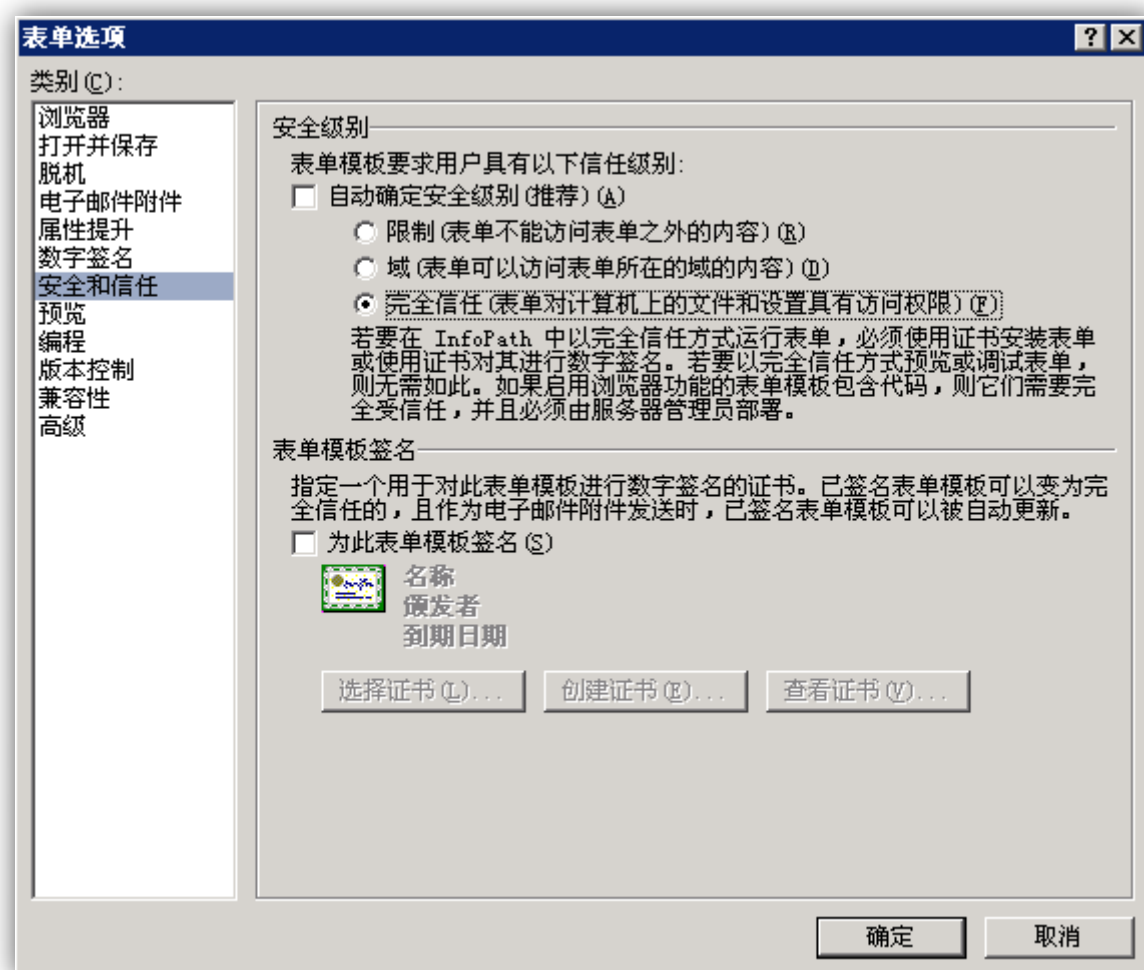 表单选项
类别(C):
浏览器
打开并保存
脱机
电子邮件附件
属性提升
数字签名
安全和信任
预览
编程
版本控制
兼容性
高级
安全级别
表单模板要求用户具有以下信任级别:
自动确定安全级别(推荐)(A)
限制(表单不能访问表单之外的内容)(R)
域(表单可以访问表单所在的域的内容)(D)
完全信任(表单对计算机上的文件和设置具有访问权限)(F)
若要在 InfoPath 中以完全信任方式运行表单，必须使用证书安装表单
或使用证书对其进行数字签名。若要以完全信任方式预览或调试表单，
则无需如此。如果启用浏览器功能的表单模板包含代码，则它们需要完
全受信任，并且必须由服务器管理员部署。
表单模板签名
指定一个用于对此表单模板进行数字签名的证书。已签名表单模板可以变为完
全信任的，且作为电子邮件附件发送时，已签名表单模板可以被自动更新。
为此表单模板签名(S)
名称
颁发者
到期日期
选择证书(L)...
创建证书(E)...
查看证书(V)...
确定
取消